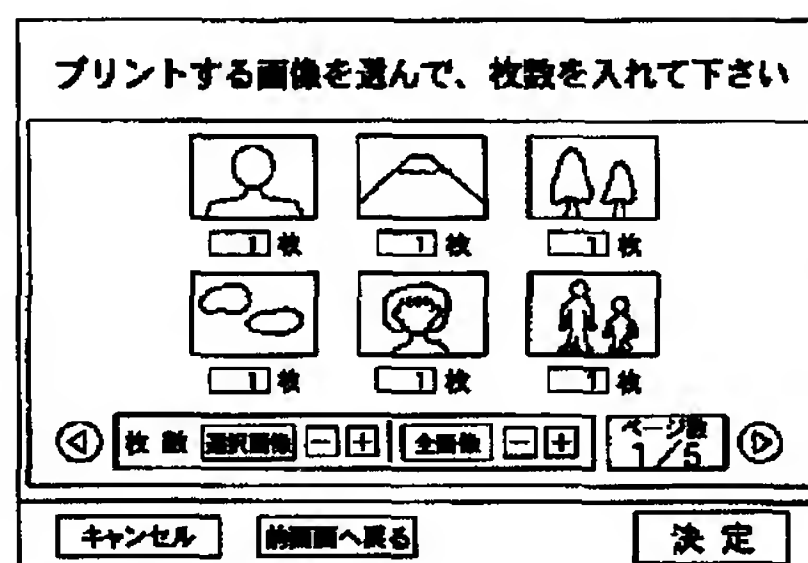 プリントする画像を選んで、枚数を入れて下さい
1枚 1枚 1枚
1枚 1枚 1枚
枚数 選択画像 − + 全画像 − + ページ数
1/5
キャンセル 前画面へ戻る 決定